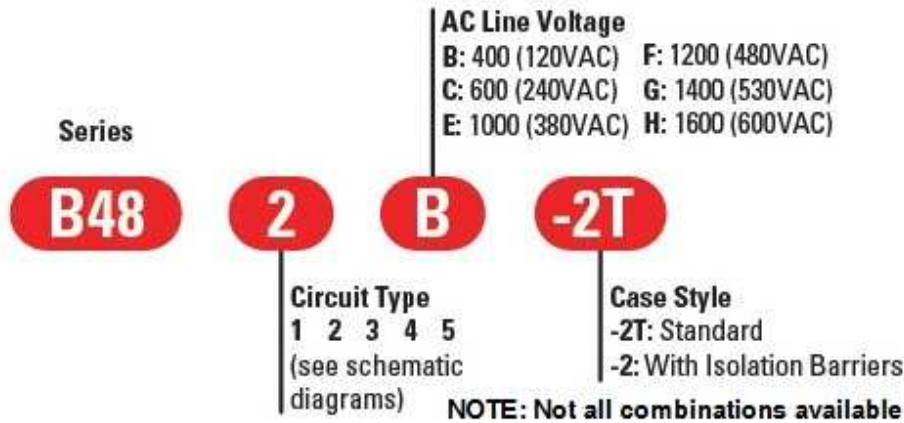 AC Line Voltage
B: 400 (120VAC) F: 1200 (480VAC)
C: 600 (240VAC) G: 1400 (530VAC)
E: 1000 (380VAC) H: 1600 (600VAC)
Series
B48 2 B -2T
Circuit Type
1 2 3 4 5
(see schematic
diagrams)
Case Style
-2T: Standard
-2: With Isolation Barriers
NOTE: Not all combinations available